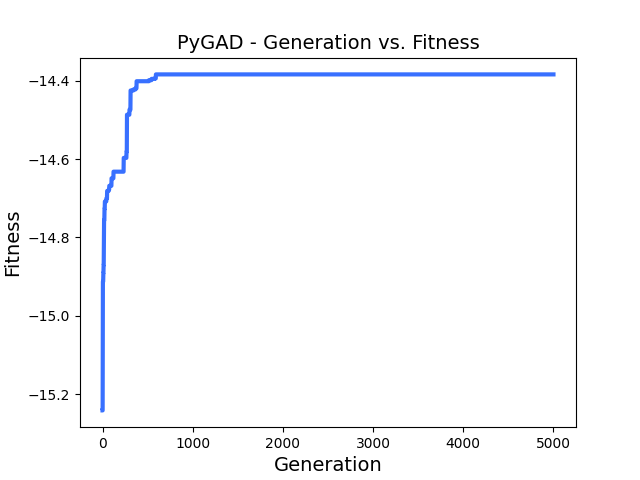 PyGAD - Generation vs. Fitness
Fitness
−14.4
−14.6
−14.8
−15.0
−15.2
0 1000 2000 3000 4000 5000
Generation